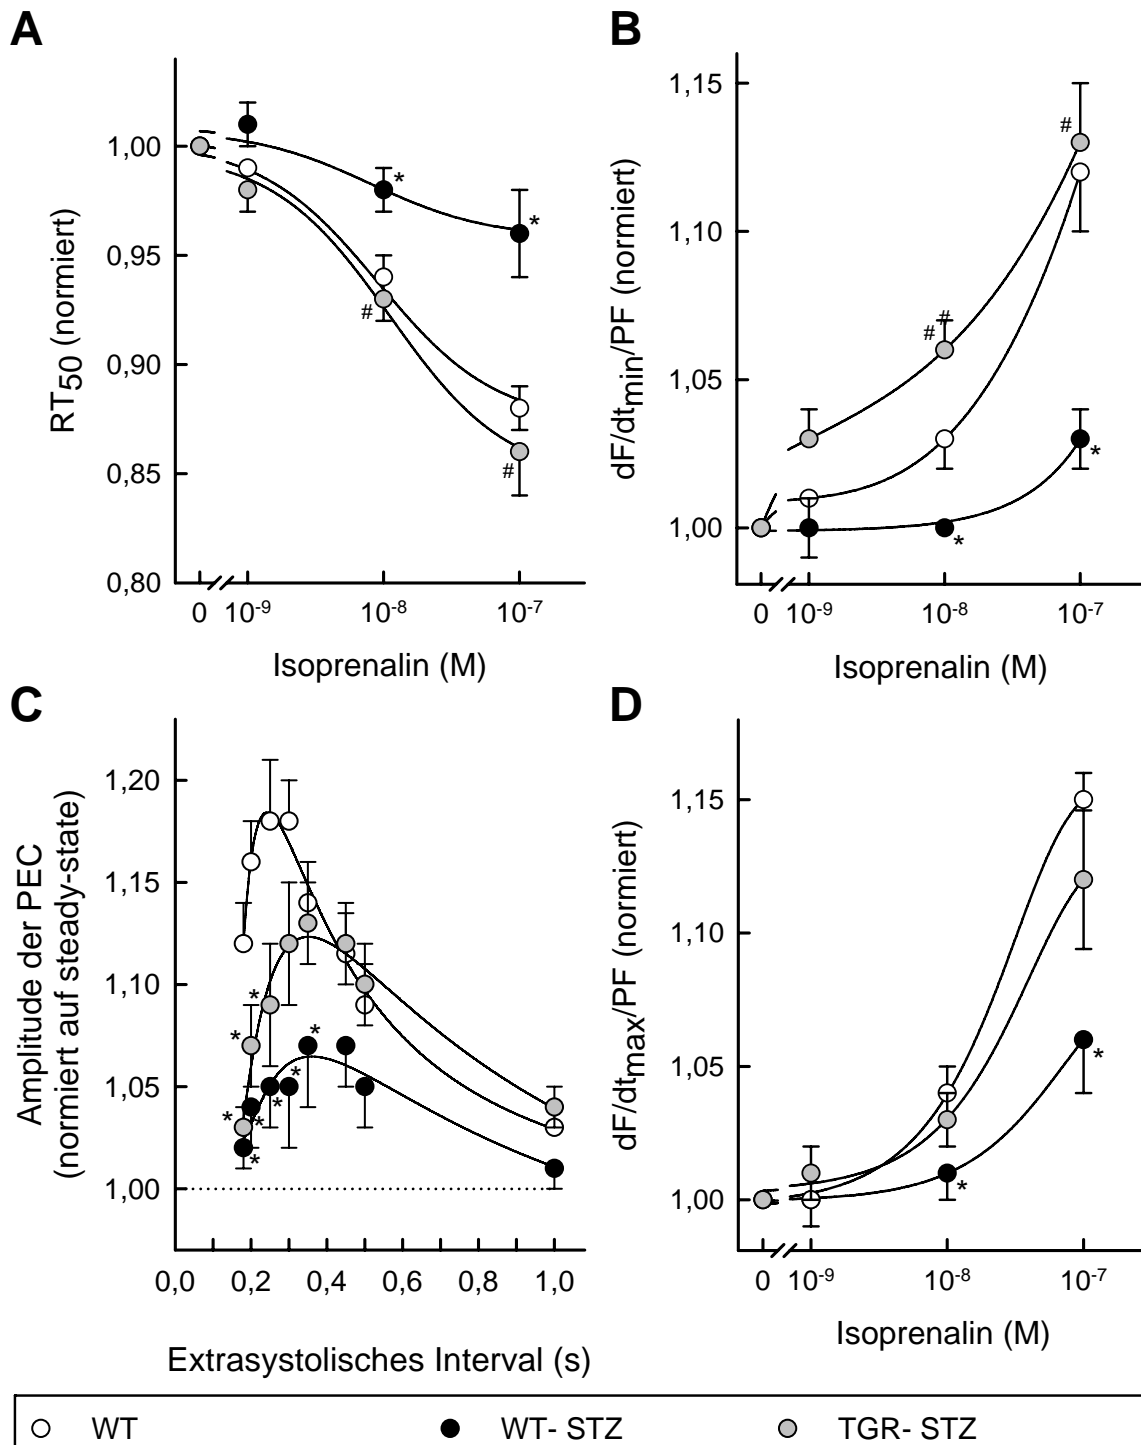 A
1,00
0,95
0,90
0,85
0,80
RT50 (normiert)
* *
# #
0 10-9 10-8 10-7
Isoprenalin (M)
B
1,15
1,10
1,05
1,00
dF/dtmin/PF (normiert)
#
# #
* *
0 10-9 10-8 10-7
Isoprenalin (M)
C
1,20
1,15
1,10
1,05
1,00
Amplitude der PEC
(normiert auf steady-state)
* * * * * * * *
0,0 0,2 0,4 0,6 0,8 1,0
Extrasystolisches Interval (s)
D
1,15
1,10
1,05
1,00
dF/dtmax/PF (normiert)
* *
0 10-9 10-8 10-7
Isoprenalin (M)
WT WT- STZ TGR- STZ